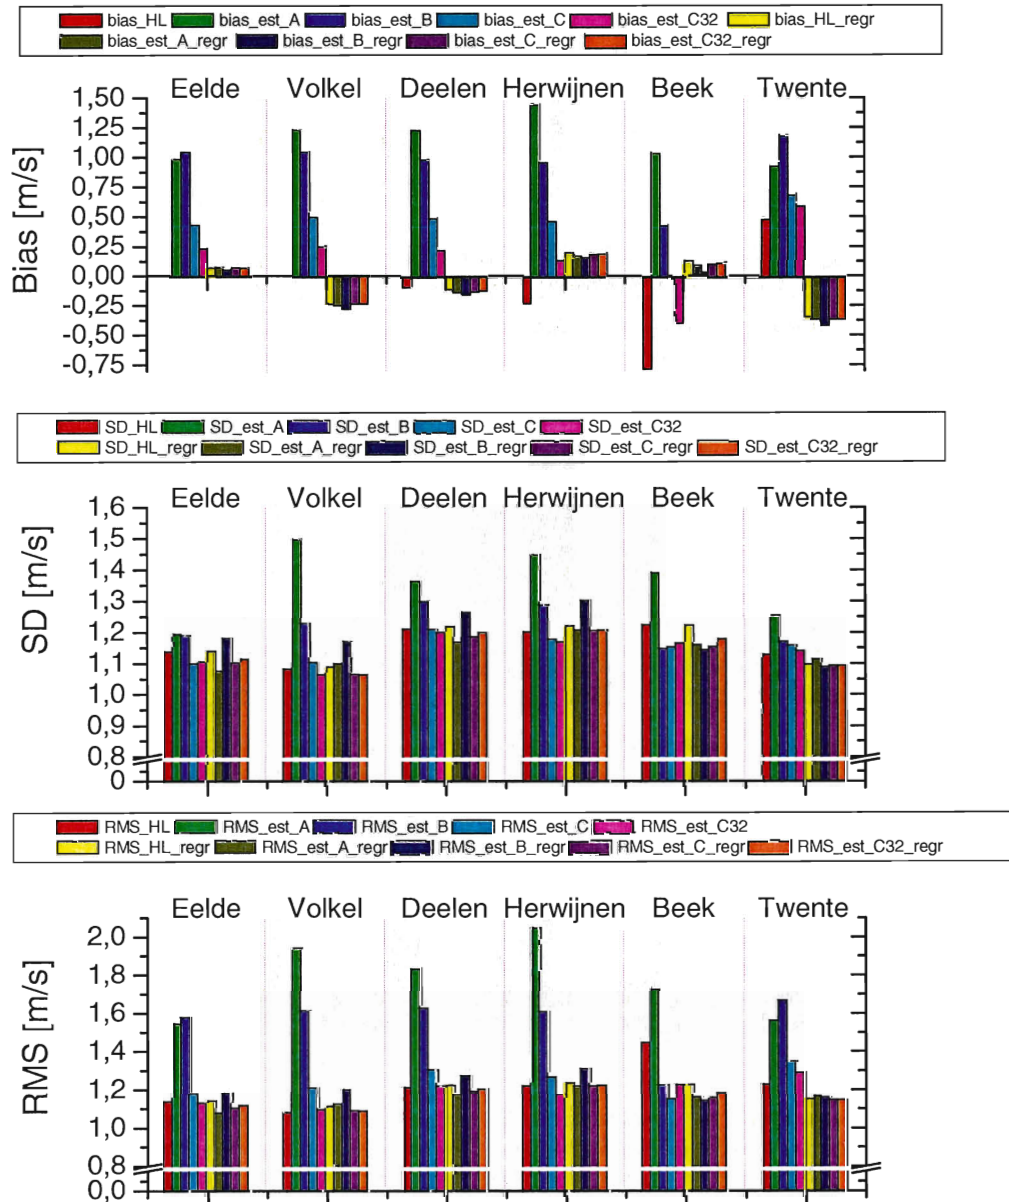 bias_HL bias_est_A bias_est_B bias_est_C bias_est_C32 bias_HL_regr
bias_est_A_regr bias_est_B_regr bias_est_C_regr bias_est_C32_regr
Eelde Volkel Deelen Herwijnen Beek Twente
Bias [m/s]
1,50
1,25
1,00
0,75
0,50
0,25
0,00
-0,25
-0,50
-0,75
SD_HL SD_est_A SD_est_B SD_est_C SD_est_C32
SD_HL_regr SD_est_A_regr SD_est_B_regr SD_est_C_regr SD_est_C32_regr
Eelde Volkel Deelen Herwijnen Beek Twente
SD [m/s]
1,6
1,5
1,4
1,3
1,2
1,1
1,0
0,9
0,8
0
RMS_HL RMS_est_A RMS_est_B RMS_est_C RMS_est_C32
RMS_HL_regr RMS_est_A_regr RMS_est_B_regr RMS_est_C_regr RMS_est_C32_regr
Eelde Volkel Deelen Herwijnen Beek Twente
RMS [m/s]
2,0
1,8
1,6
1,4
1,2
1,0
0,8
0,0